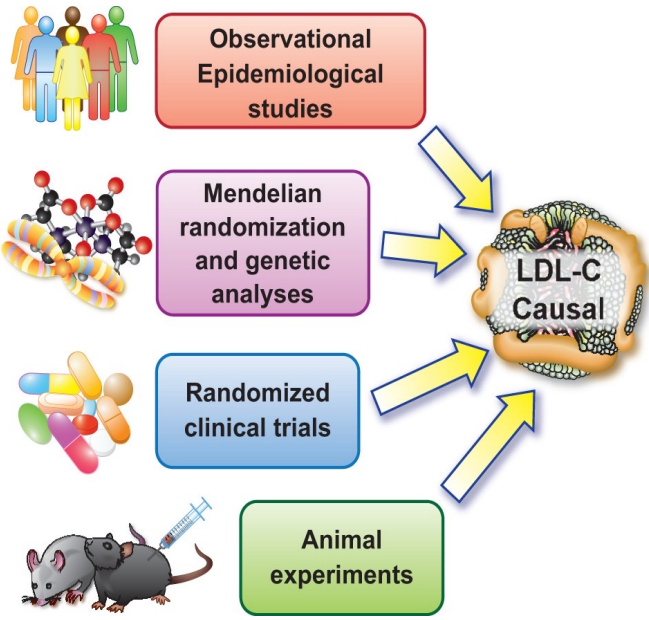 Observational
Epidemiological
studies
Mendelian
randomization
and genetic
analyses
LDL-C
Causal
Randomized
clinical trials
Animal
experiments